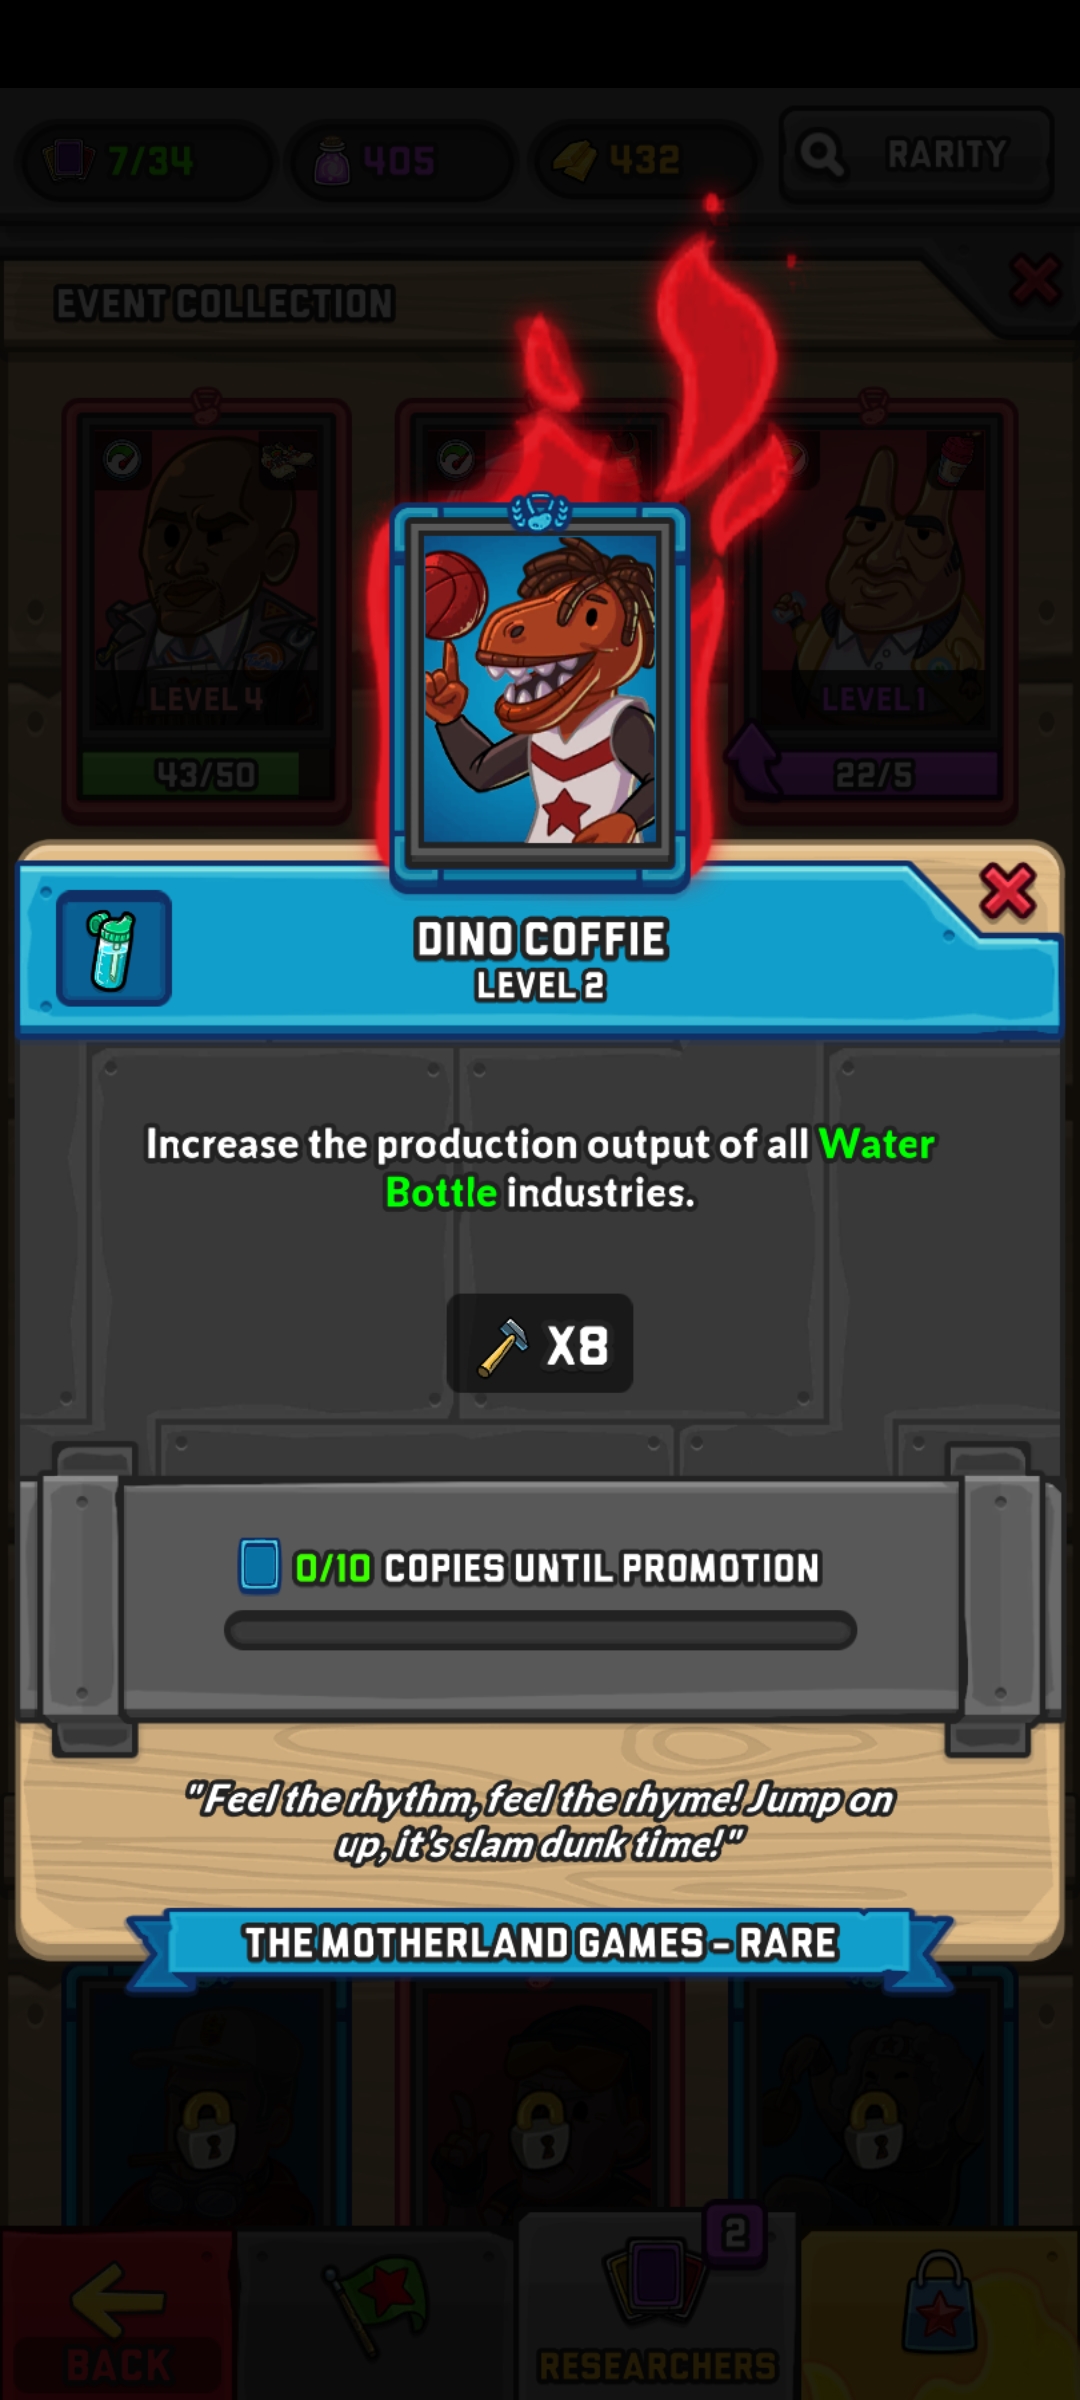 7/34
405
432
RARITY
EVENT COLLECTION
LEVEL 4
LEVEL 1
43/50
22/5
DINO COFFIE
LEVEL 2
Increase the production output of all Water
Bottle industries.
X8
0/10 COPIES UNTIL PROMOTION
"Feel the rhythm, feel the rhyme! Jump on
up, it's slam dunk time!"
THE MOTHERLAND GAMES - RARE
2
BACK
RESEARCHERS